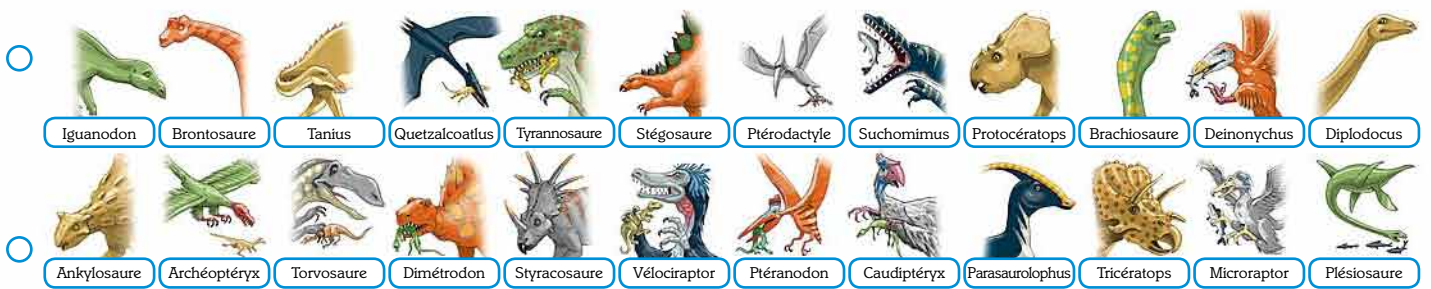 Iguanodon Brontosaure Tanius Quetzalcoatlus Tyrannosaure Stégosaure Ptérodactyle Suchomimus Protocératops Brachiosaure Deinonychus Diplodocus
Ankylosaure Archéoptéryx Torvosaure Dimétrodon Styracosaure Vélociraptor Ptéranodon Caudiptéryx Parasaurolophus Tricératops Microraptor Plésiosaure